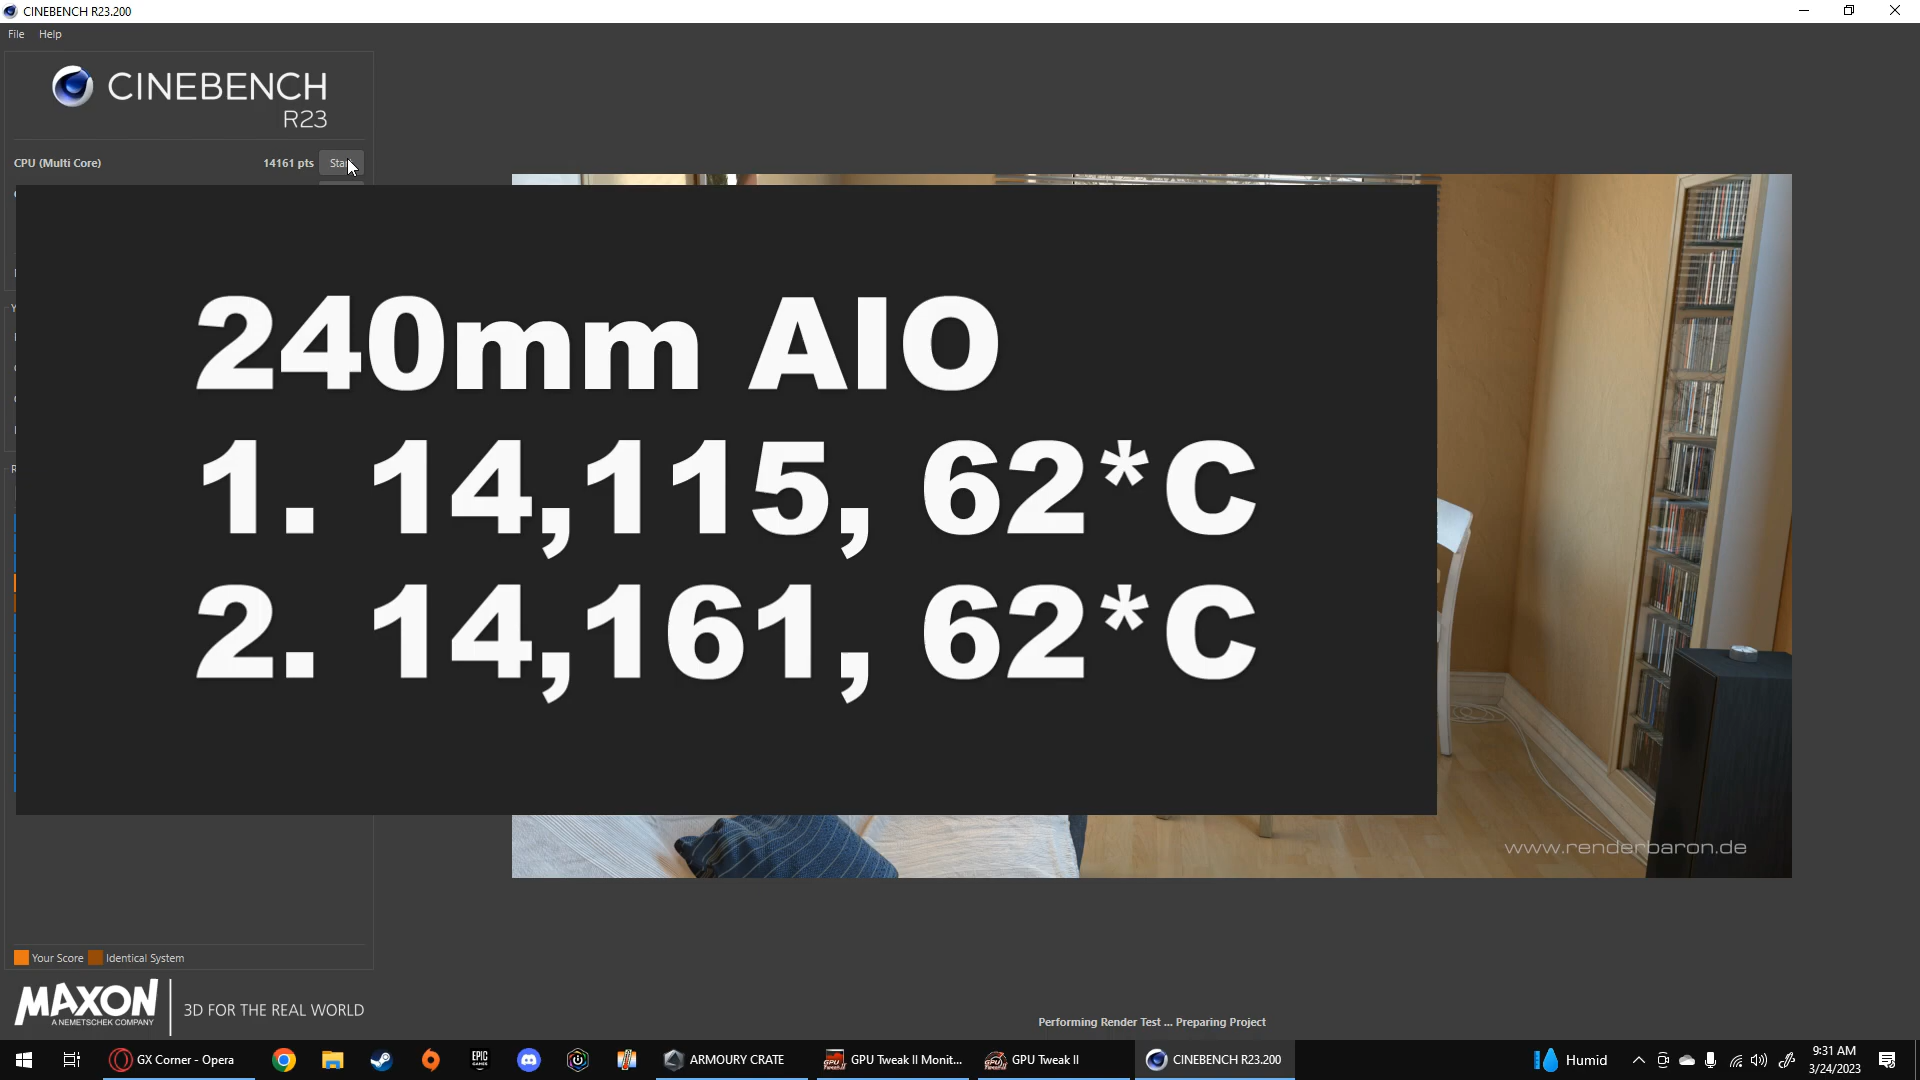 CINEBENCH R23.200
File Help
CINEBENCH
R23
CPU (Multi Core) 14161 pts
240mm AIO
1. 14,115, 62*C
2. 14,161, 62*C
www.renderbaron.de
Your Score Identical System
MAXON
A NEMETSCHEK COMPANY
3D FOR THE REAL WORLD
Performing Render Test ... Preparing Project
GX Corner - Opera
EPIC
GAMES
ARMOURY CRATE
GPU Tweak II Monit...
GPU Tweak II
CINEBENCH R23.200
Humid
9:31 AM
3/24/2023